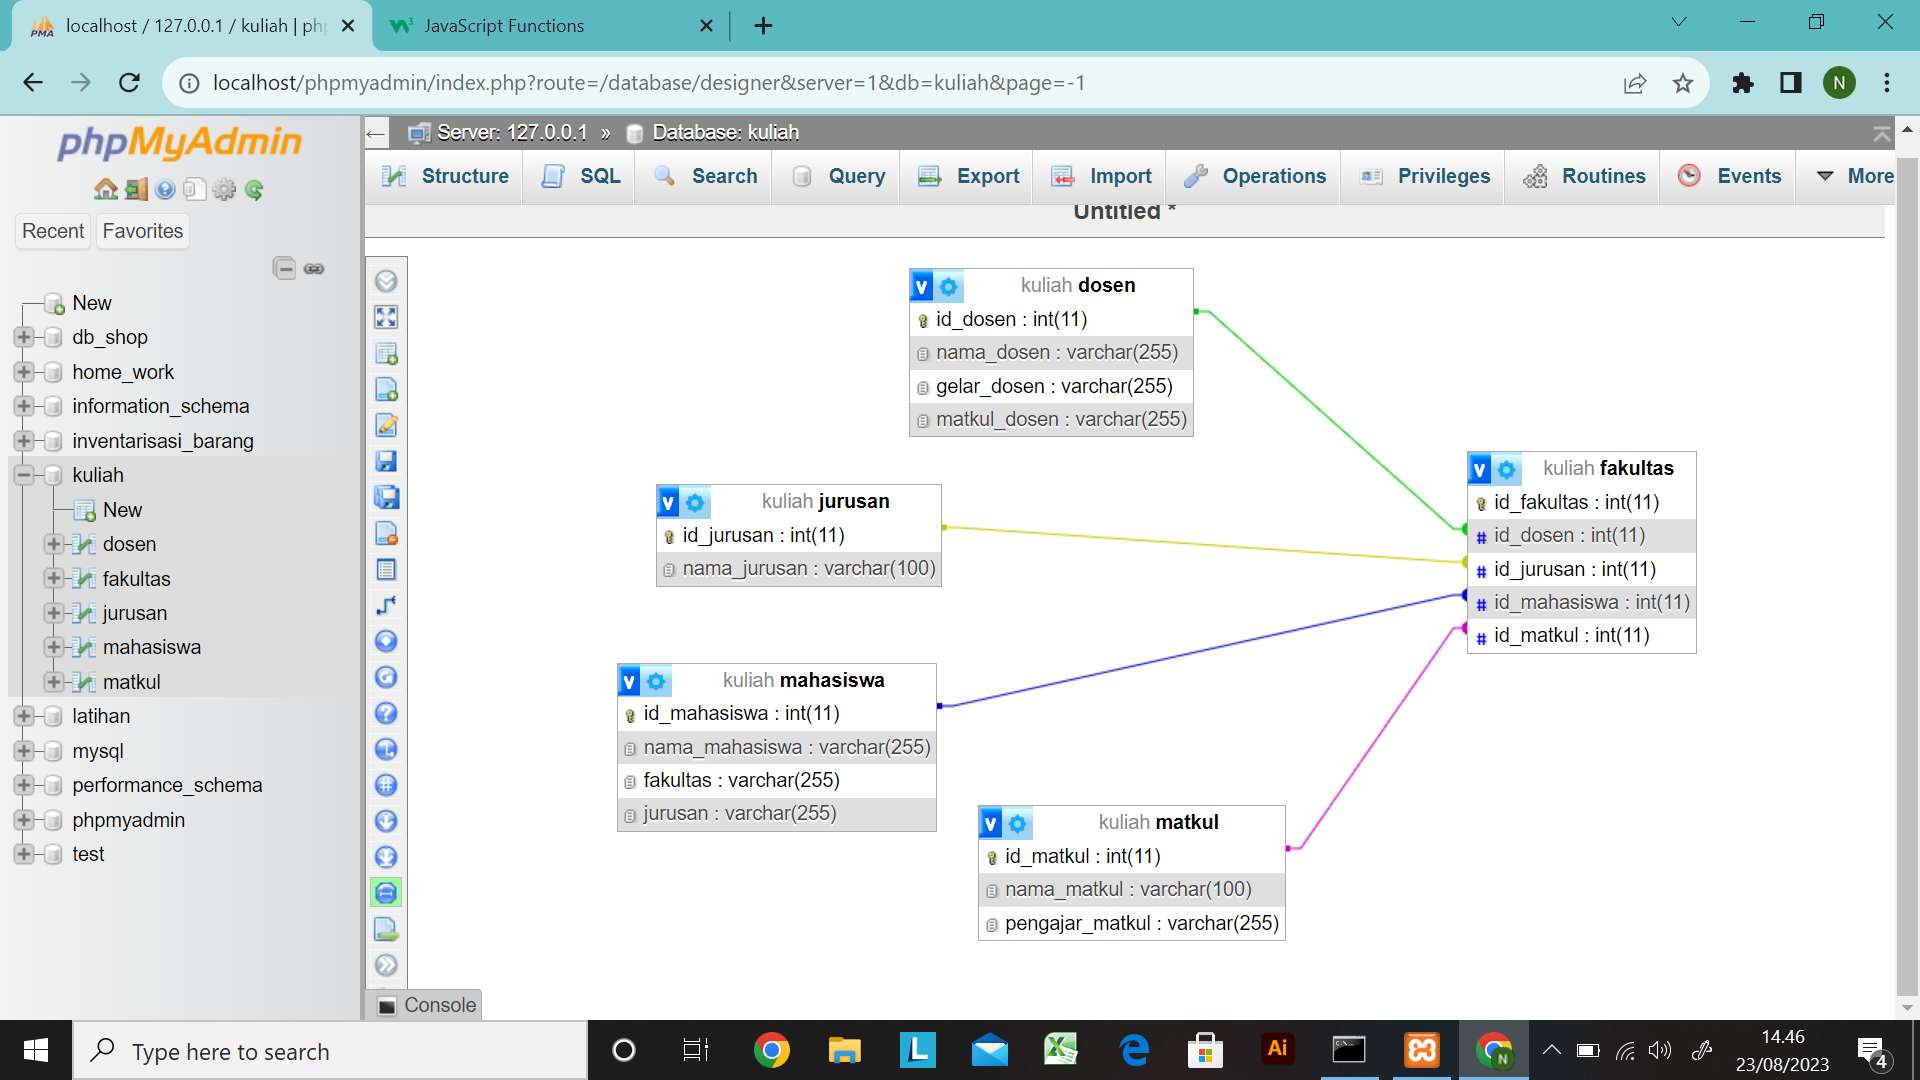 localhost / 127.0.0.1 / kuliah | php
JavaScript Functions
localhost/phpmyadmin/index.php?route=/database/designer&server=1&db=kuliah&page=-1
N
phpMyAdmin
Recent
Favorites
New
db_shop
home_work
information_schema
inventarisasi_barang
kuliah
New
dosen
fakultas
jurusan
mahasiswa
matkul
latihan
mysql
performance_schema
phpmyadmin
test
Server: 127.0.0.1 » Database: kuliah
Structure
SQL
Search
Query
Export
Import
Operations
Privileges
Routines
Events
More
Untitled *
kuliah dosen
id_dosen : int(11)
nama_dosen : varchar(255)
gelar_dosen : varchar(255)
matkul_dosen : varchar(255)
kuliah fakultas
id_fakultas : int(11)
# id_dosen : int(11)
# id_jurusan : int(11)
# id_mahasiswa : int(11)
# id_matkul : int(11)
kuliah jurusan
id_jurusan : int(11)
nama_jurusan : varchar(100)
kuliah mahasiswa
id_mahasiswa : int(11)
nama_mahasiswa : varchar(255)
fakultas : varchar(255)
jurusan : varchar(255)
kuliah matkul
id_matkul : int(11)
nama_matkul : varchar(100)
pengajar_matkul : varchar(255)
Console
Type here to search
14.46
23/08/2023
4